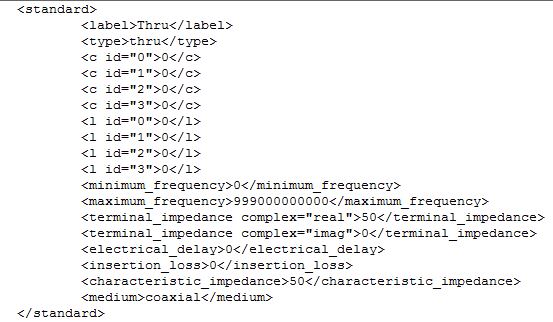 <standard>
<label>Thru</label>
<type>thru</type>
<c id="0">0</c>
<c id="1">0</c>
<c id="2">0</c>
<c id="3">0</c>
<l id="0">0</l>
<l id="1">0</l>
<l id="2">0</l>
<l id="3">0</l>
<minimum_frequency>0</minimum_frequency>
<maximum_frequency>999000000000</maximum_frequency>
<terminal_impedance complex="real">50</terminal_impedance>
<terminal_impedance complex="imag">0</terminal_impedance>
<electrical_delay>0</electrical_delay>
<insertion_loss>0</insertion_loss>
<characteristic_impedance>50</characteristic_impedance>
<medium>coaxial</medium>
</standard>